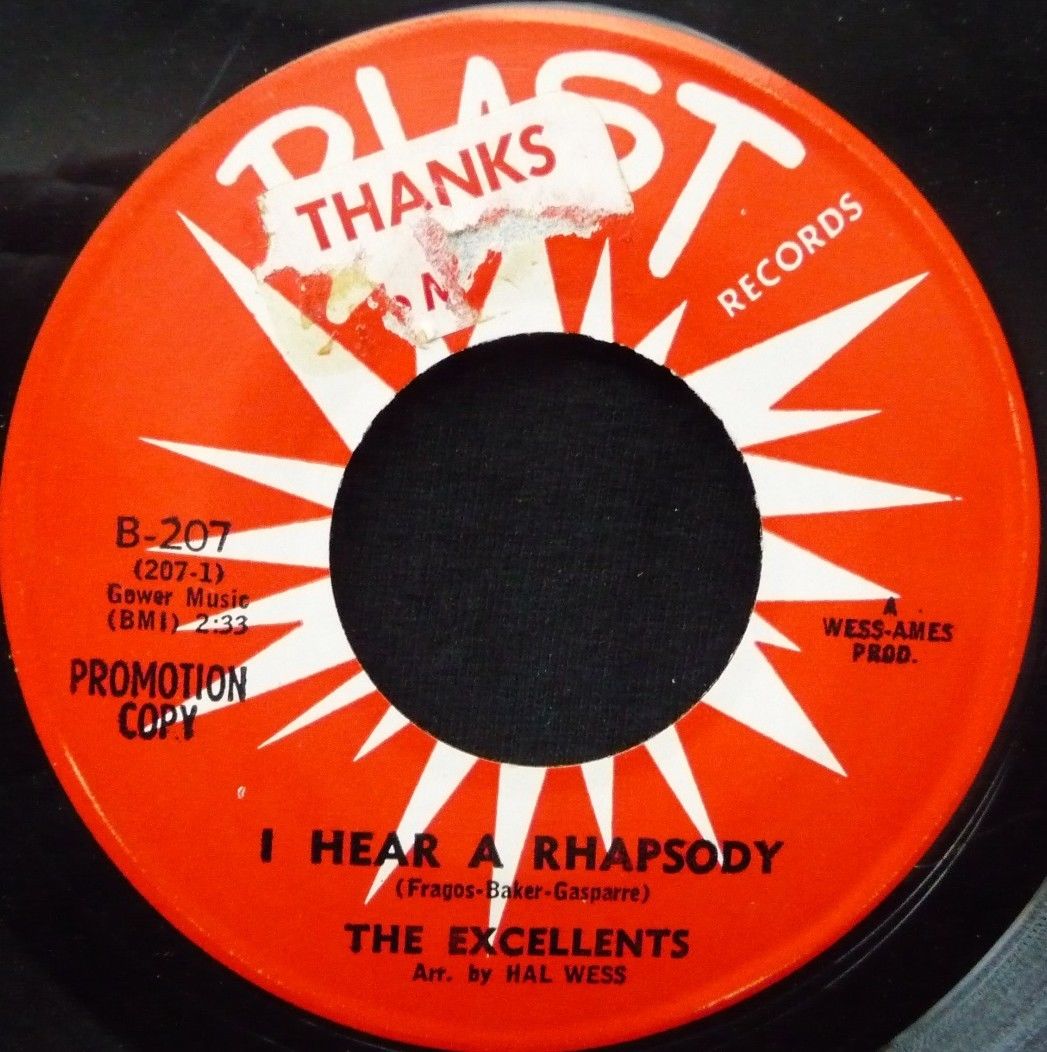 BLAST
RECORDS
THANKS
B-207
(207-1)
Gower Music
(BMI) 2:33
PROMOTION
COPY
A
WESS-AMES
PROD.
I HEAR A RHAPSODY
(Fragos-Baker-Gasparre)
THE EXCELLENTS
Arr. by HAL WESS